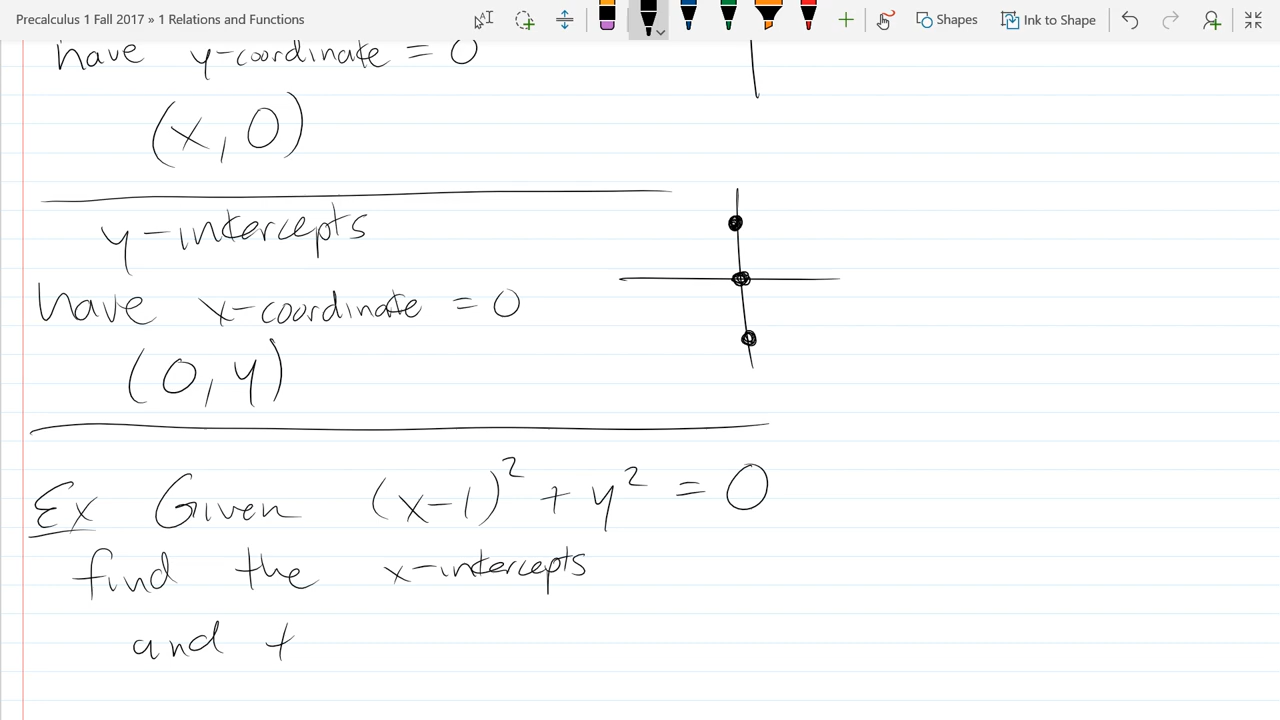 Precalculus 1 Fall 2017 » 1 Relations and Functions
Shapes
Ink to Shape
have y-coordinate = 0
(x, 0)
y-intercepts
have x-coordinate = 0
(0, y)
Ex Given (x-1)² + y² = 0
find the x-intercepts
and t